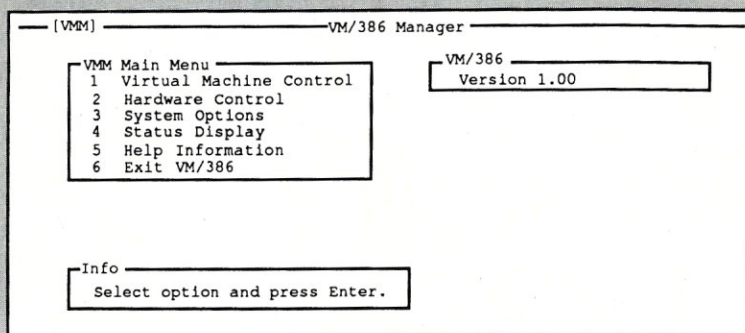 [VMM]
VM/386 Manager
VMM Main Menu
1 Virtual Machine Control
2 Hardware Control
3 System Options
4 Status Display
5 Help Information
6 Exit VM/386
VM/386
Version 1.00
Info
Select option and press Enter.